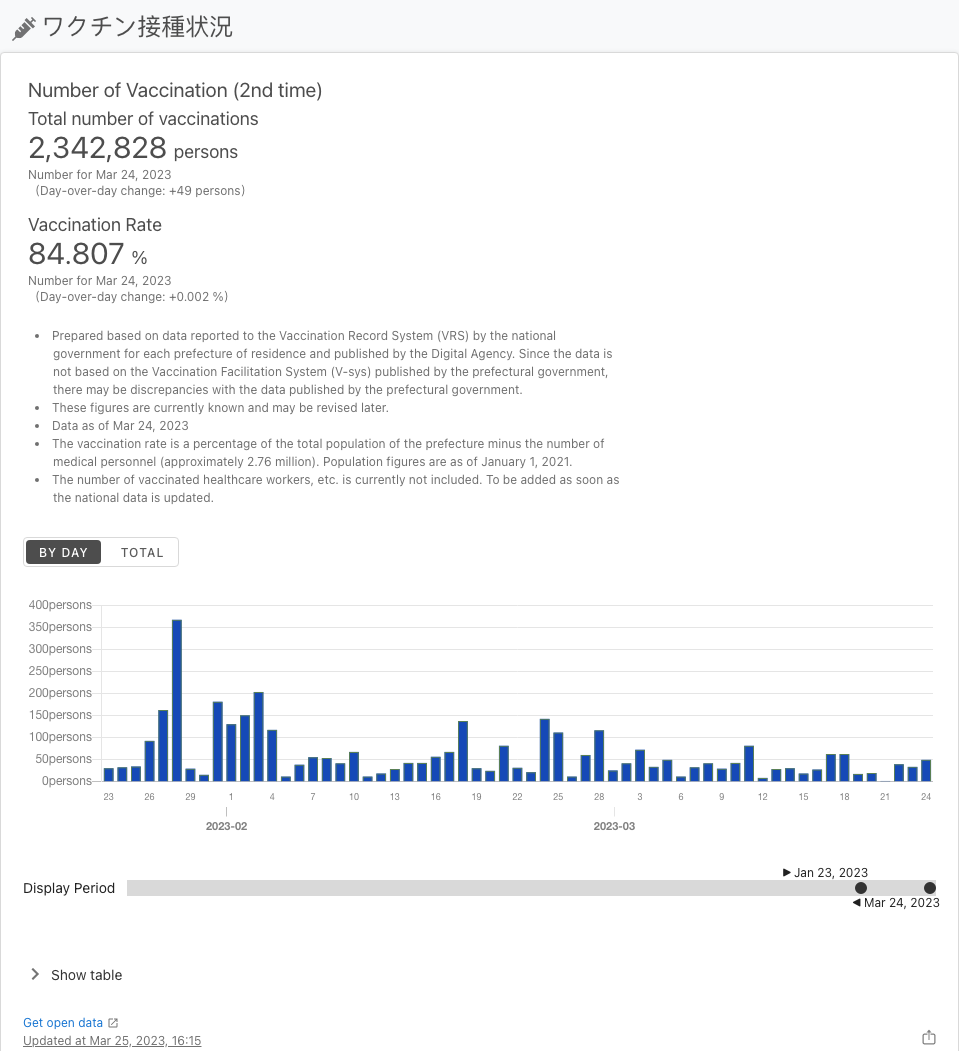 ワクチン接種状況
Number of Vaccination (2nd time)
Total number of vaccinations
2,342,828 persons
Number for Mar 24, 2023
(Day-over-day change: +49 persons)
Vaccination Rate
84.807 %
Number for Mar 24, 2023
(Day-over-day change: +0.002 %)
• Prepared based on data reported to the Vaccination Record System (VRS) by the national
government for each prefecture of residence and published by the Digital Agency. Since the data is
not based on the Vaccination Facilitation System (V-sys) published by the prefectural government,
there may be discrepancies with the data published by the prefectural government.
• These figures are currently known and may be revised later.
• Data as of Mar 24, 2023
• The vaccination rate is a percentage of the total population of the prefecture minus the number of
medical personnel (approximately 2.76 million). Population figures are as of January 1, 2021.
• The number of vaccinated healthcare workers, etc. is currently not included. To be added as soon as
the national data is updated.
BY DAY TOTAL
400persons
350persons
300persons
250persons
200persons
150persons
100persons
50persons
0persons
23 26 29 1 4 7 10 13 16 19 22 25 28 3 6 9 12 15 18 21 24
2023-02 2023-03
Jan 23, 2023
Display Period
Mar 24, 2023
Show table
Get open data
Updated at Mar 25, 2023, 16:15